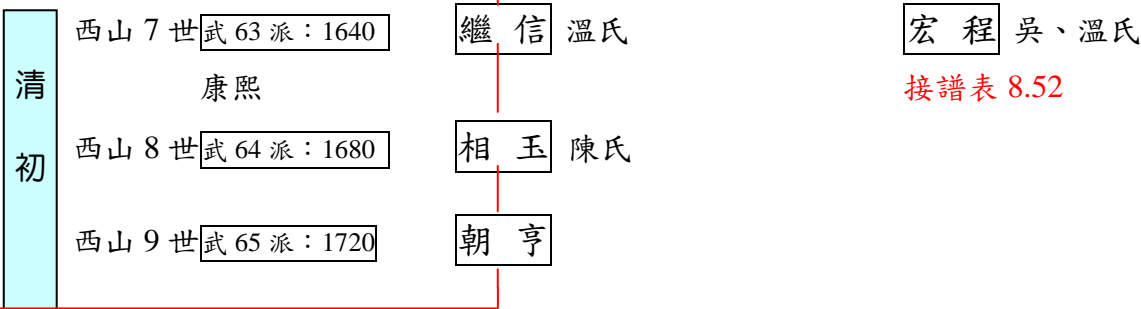 清初
西山 7 世 武 63 派：1640 繼 信 溫氏 宏 程 吳、溫氏
康熙 接譜表 8.52
西山 8 世 武 64 派：1680 相 玉 陳氏
西山 9 世 武 65 派：1720 朝 亨